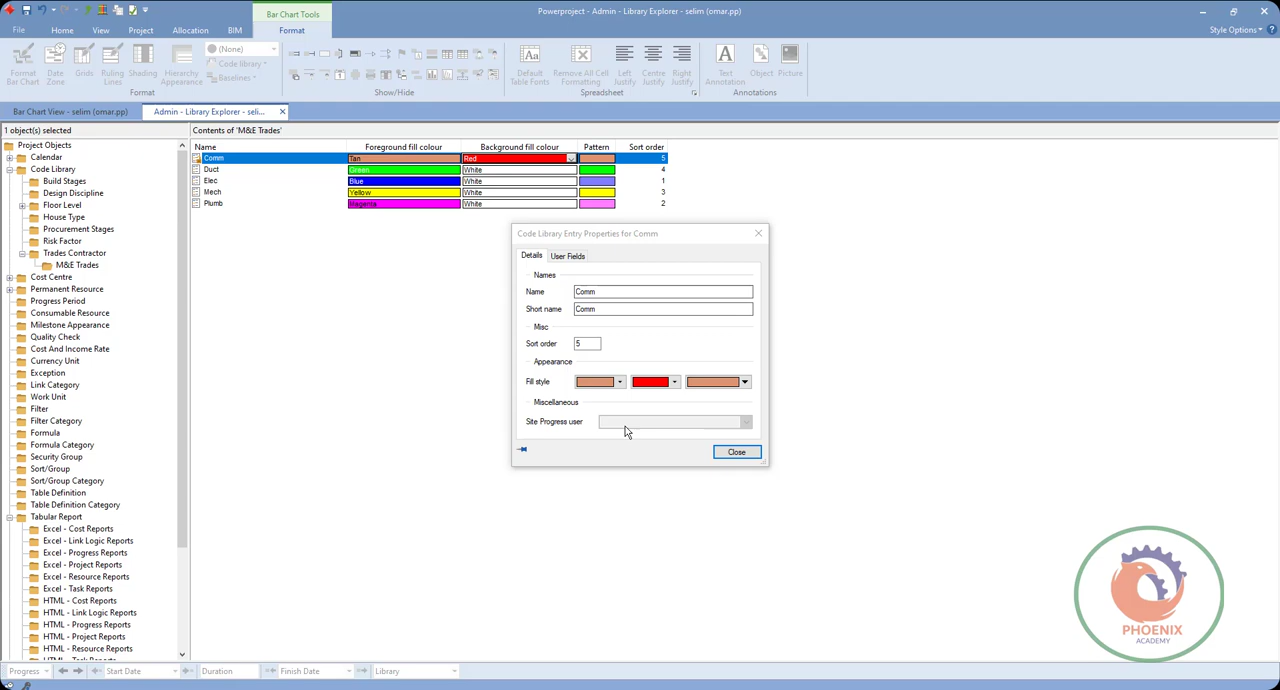 Bar Chart Tools
Powerproject - Admin - Library Explorer - selim (omar.pp)
File
Home
View
Project
Allocation
BIM
Format
Style Options
Format Bar Chart
Date Zone
Grids
Ruling Lines
Shading
Hierarchy Appearance
(None)
Code library
Baselines
Default Table Fonts
Remove All Cell Formatting
Left Justify
Centre Justify
Right Justify
Text Annotation
Object
Picture
Format
Show/Hide
Spreadsheet
Annotations
Bar Chart View - selim (omar.pp)
Admin - Library Explorer - seli...
1 object(s) selected
Contents of 'M&E Trades'
Project Objects
Calendar
Code Library
Build Stages
Design Discipline
Floor Level
House Type
Procurement Stages
Risk Factor
Trades Contractor
M&E Trades
Cost Centre
Permanent Resource
Progress Period
Consumable Resource
Milestone Appearance
Quality Check
Cost And Income Rate
Currency Unit
Exception
Link Category
Work Unit
Filter
Filter Category
Formula
Formula Category
Security Group
Sort/Group
Sort/Group Category
Table Definition
Table Definition Category
Tabular Report
Excel - Cost Reports
Excel - Link Logic Reports
Excel - Progress Reports
Excel - Project Reports
Excel - Resource Reports
Excel - Task Reports
HTML - Cost Reports
HTML - Link Logic Reports
HTML - Progress Reports
HTML - Project Reports
HTML - Resource Reports
HTML - Task Reports
Name Foreground fill colour Background fill colour Pattern Sort order
Comm Tan Red 5
Duct Green White 4
Elec Blue White 1
Mech Yellow White 3
Plumb Magenta White 2
Code Library Entry Properties for Comm
Details
User Fields
Names
Name Comm
Short name Comm
Misc
Sort order 5
Appearance
Fill style
Miscellaneous
Site Progress user
Close
PHOENIX
ACADEMY
Progress
Start Date
Duration
Finish Date
Library